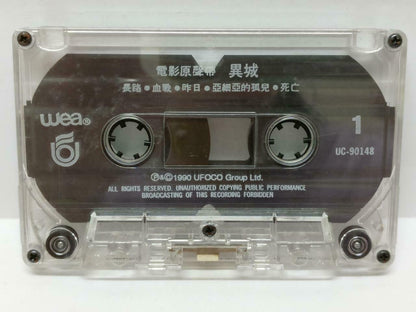 電影原聲帶 異域
長路•血戰•昨日•亞細亞的孤兒•死亡
wea®
1
UC-90148
Ⓟ&©1990 UFOCO Group Ltd.
ALL RIGHTS RESERVED. UNAUTHORIZED COPYING PUBLIC PERFORMANCE
BROADCASTING OF THIS RECORDING FORBIDDEN